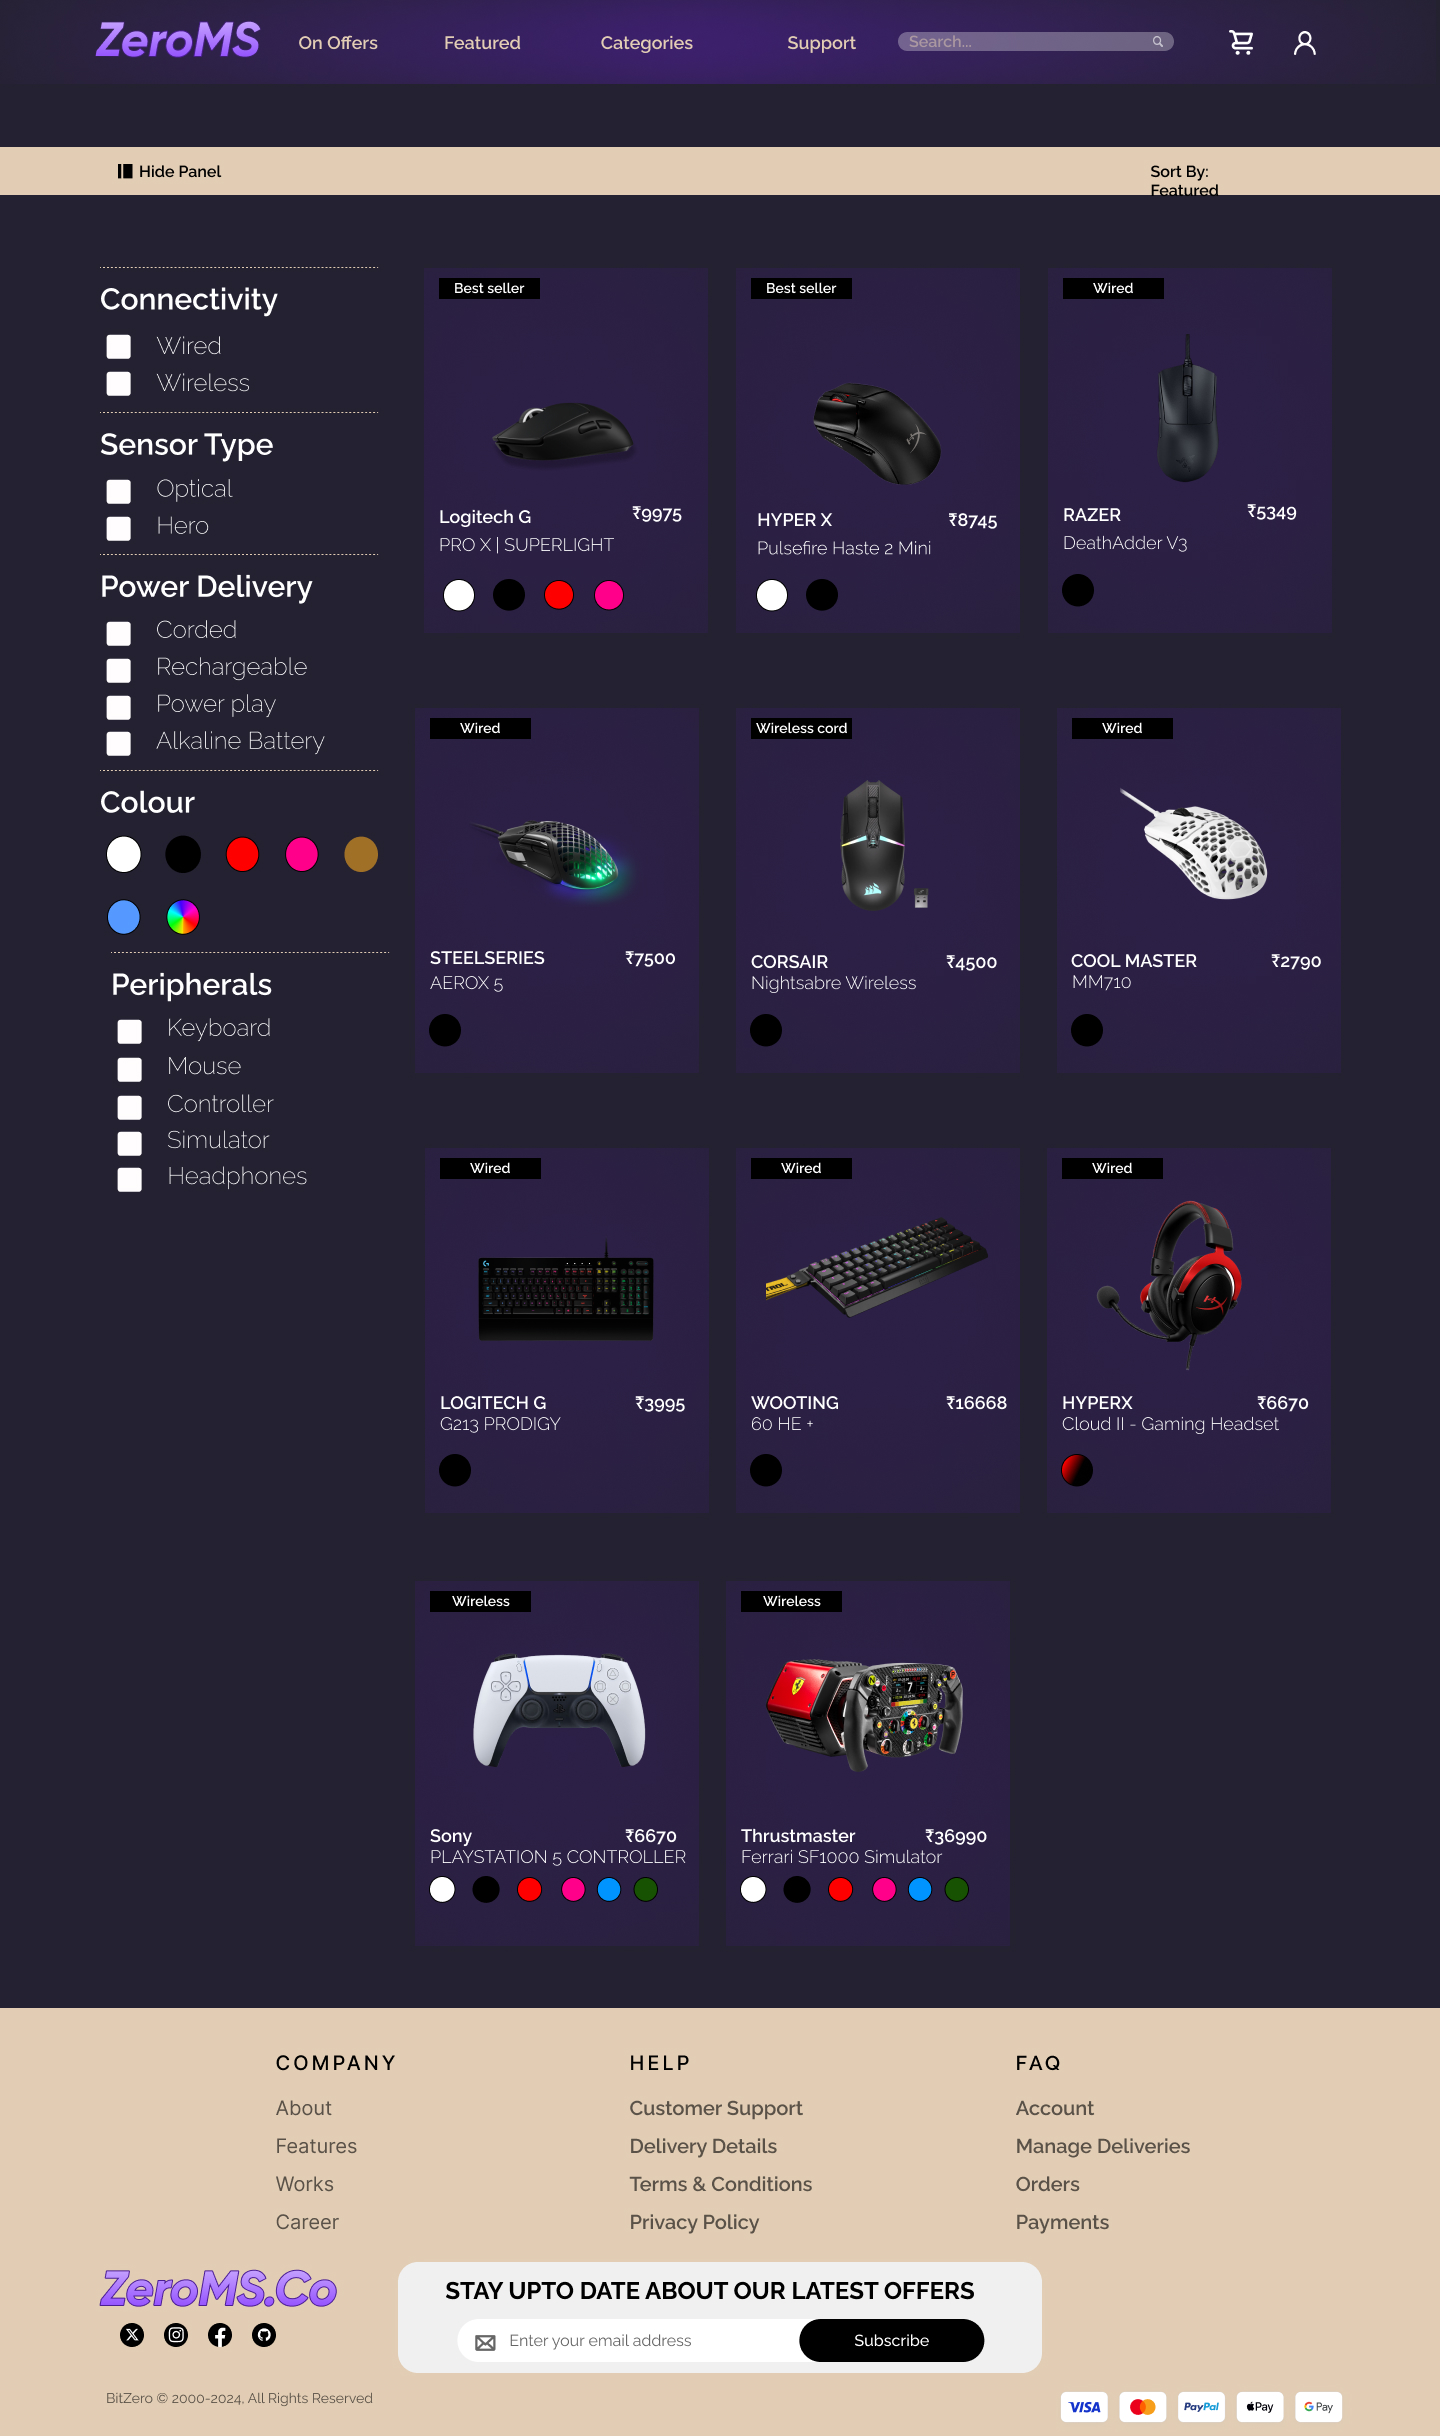 ZeroMS
On Offers
Featured
Categories
Support
Search...
Hide Panel
Sort By:
Featured
Connectivity
Wired
Wireless
Sensor Type
Optical
Hero
Power Delivery
Corded
Rechargeable
Power play
Alkaline Battery
Colour
Peripherals
Keyboard
Mouse
Controller
Simulator
Headphones
Best seller
Logitech G
₹9975
PRO X | SUPERLIGHT
Best seller
HYPER X
₹8745
Pulsefire Haste 2 Mini
Wired
RAZER
₹5349
DeathAdder V3
Wired
STEELSERIES
₹7500
AEROX 5
Wireless cord
CORSAIR
₹4500
Nightsabre Wireless
Wired
COOL MASTER
₹2790
MM710
Wired
LOGITECH G
₹3995
G213 PRODIGY
Wired
WOOTING
₹16668
60 HE +
Wired
HYPERX
₹6670
Cloud II - Gaming Headset
Wireless
Sony
₹6670
PLAYSTATION 5 CONTROLLER
Wireless
7
Thrustmaster
₹36990
Ferrari SF1000 Simulator
COMPANY
About
Features
Works
Career
HELP
Customer Support
Delivery Details
Terms & Conditions
Privacy Policy
FAQ
Account
Manage Deliveries
Orders
Payments
ZeroMS.Co
STAY UPTO DATE ABOUT OUR LATEST OFFERS
Enter your email address
Subscribe
BitZero © 2000-2024, All Rights Reserved
VISA
PayPal
Pay
G Pay